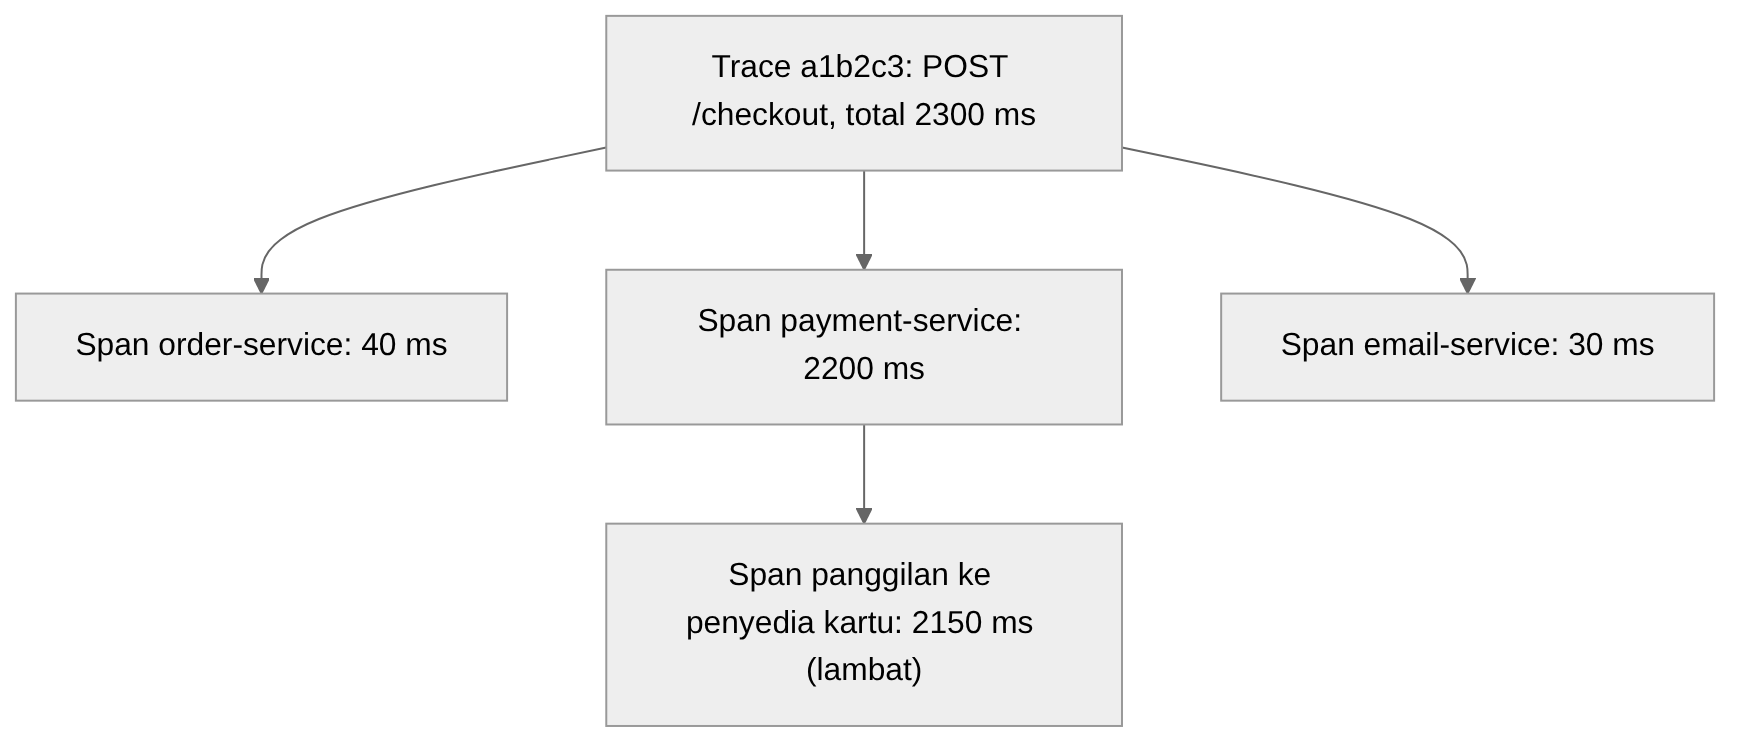 Trace a1b2c3: POST
/checkout, total 2300 ms
Span order-service: 40 ms
Span payment-service:
2200 ms
Span email-service: 30 ms
Span panggilan ke
penyedia kartu: 2150 ms
(lambat)